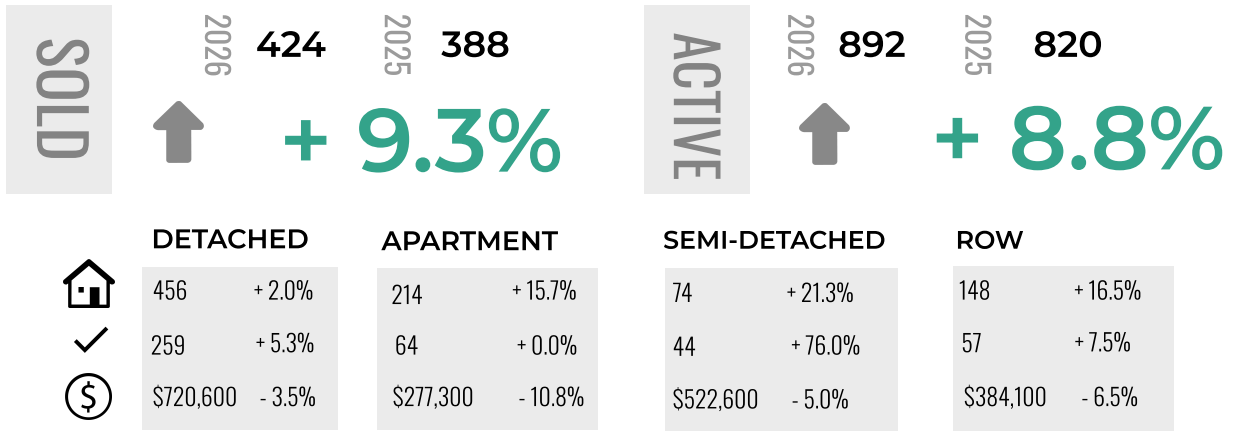 SOLD
2026 424 2025 388
+ 9.3%
ACTIVE
2026 892 2025 820
+ 8.8%
DETACHED APARTMENT SEMI-DETACHED ROW
456 + 2.0% 214 + 15.7% 74 + 21.3% 148 + 16.5%
259 + 5.3% 64 + 0.0% 44 + 76.0% 57 + 7.5%
$ $720,600 - 3.5% $277,300 - 10.8% $522,600 - 5.0% $384,100 - 6.5%